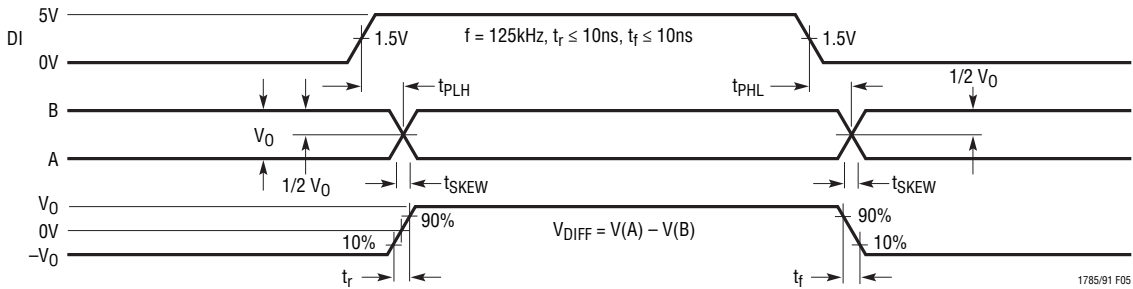 5V
DI
0V
1.5V
f = 125kHz, tr ≤ 10ns, tf ≤ 10ns
1.5V
tPLH
tPHL
1/2 VO
B
VO
A
1/2 VO
tSKEW
tSKEW
VO
0V
–VO
90%
10%
VDIFF = V(A) – V(B)
90%
10%
tr
tf
1785/91 F05